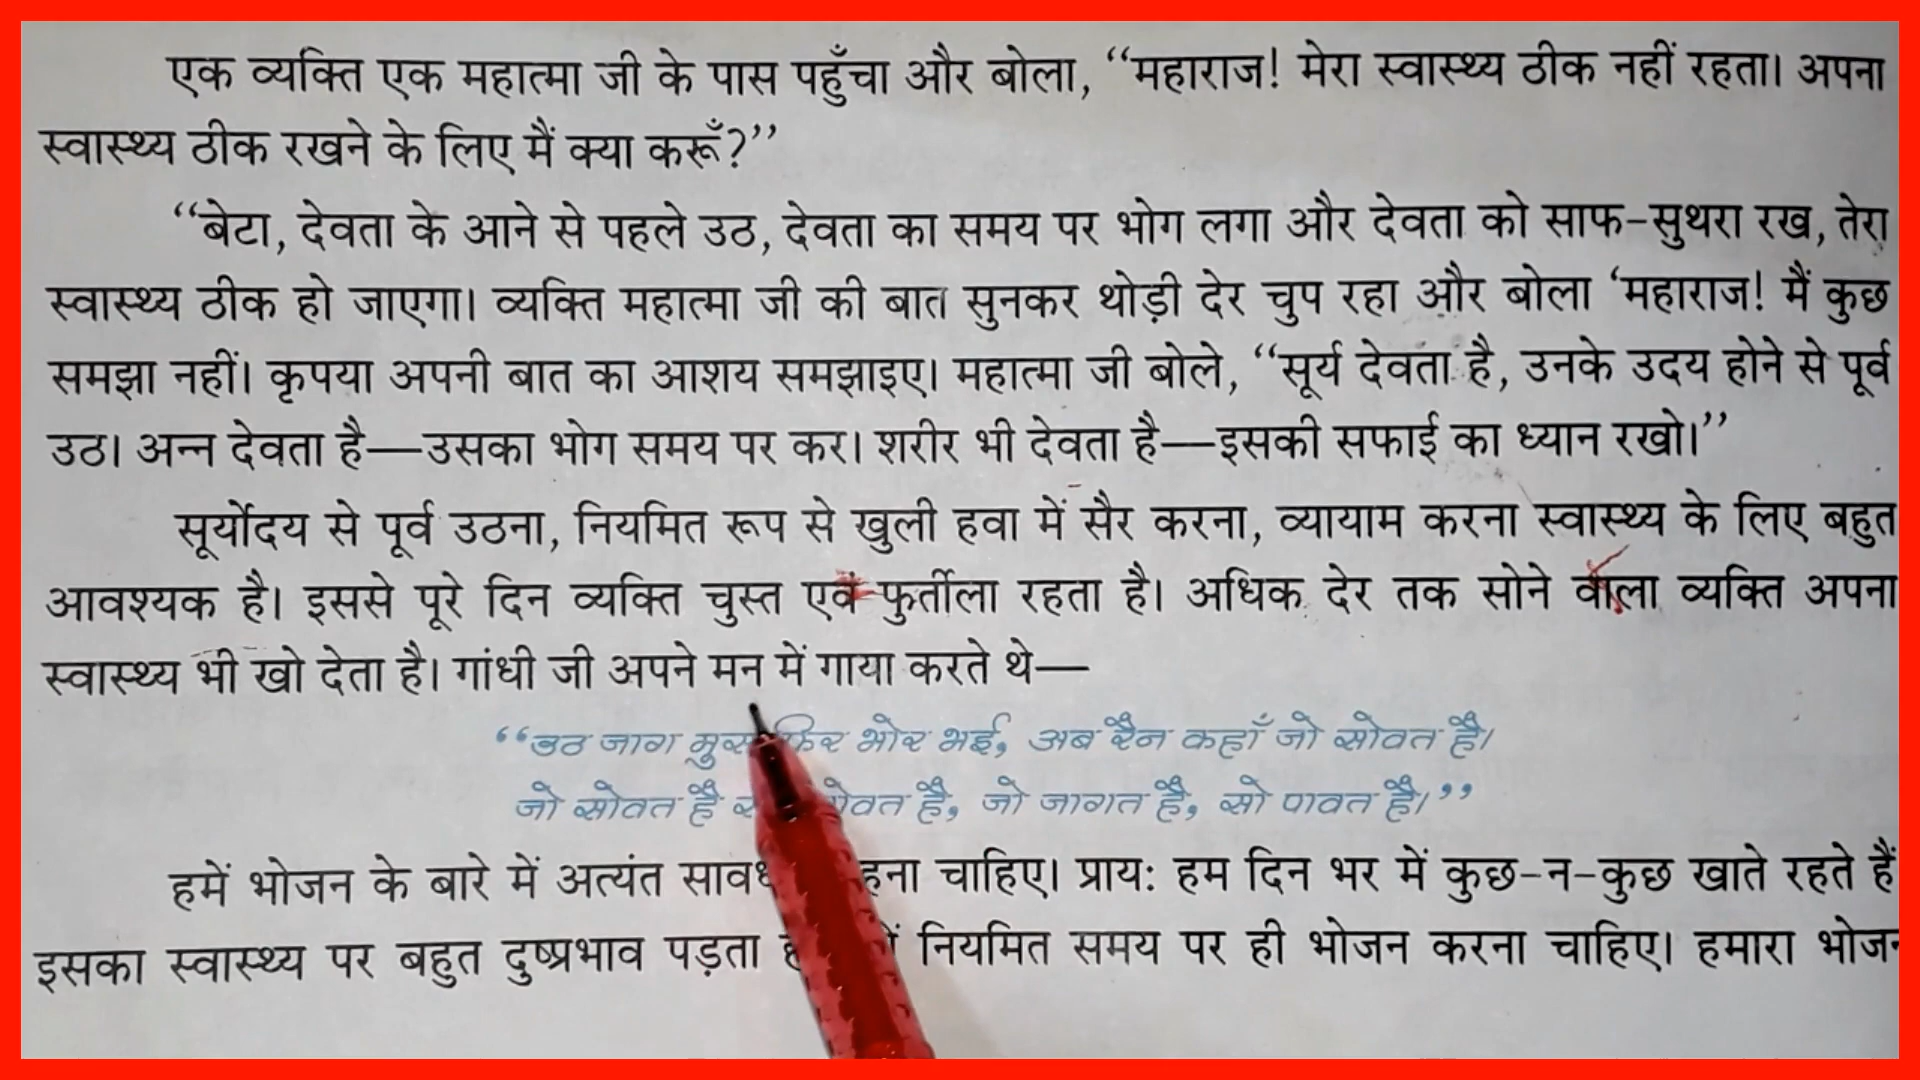 एक व्यक्ति एक महात्मा जी के पास पहुँचा और बोला, “महाराज! मेरा स्वास्थ्य ठीक नहीं रहता। अपना
स्वास्थ्य ठीक रखने के लिए मैं क्या करूँ?”
“बेटा, देवता के आने से पहले उठ, देवता का समय पर भोग लगा और देवता को साफ-सुथरा रख, तेरा
स्वास्थ्य ठीक हो जाएगा। व्यक्ति महात्मा जी की बात सुनकर थोड़ी देर चुप रहा और बोला ‘महाराज! मैं कुछ
समझा नहीं। कृपया अपनी बात का आशय समझाइए। महात्मा जी बोले, “सूर्य देवता है, उनके उदय होने से पूर्व
उठ। अन्न देवता है—उसका भोग समय पर कर। शरीर भी देवता है—इसकी सफाई का ध्यान रखो।”
सूर्योदय से पूर्व उठना, नियमित रूप से खुली हवा में सैर करना, व्यायाम करना स्वास्थ्य के लिए बहुत
आवश्यक है। इससे पूरे दिन व्यक्ति चुस्त एवं फुर्तीला रहता है। अधिक देर तक सोने वाला व्यक्ति अपना
स्वास्थ्य भी खो देता है। गांधी जी अपने मन में गाया करते थे—
“उठ जाग भोर भई, अब रैन कहाँ जो सोवत है।
जो सोवत है है, जो जागत है, सो पावत है।”
हमें भोजन के बारे में अत्यंत चाहिए। प्राय: हम दिन भर में कुछ-न-कुछ खाते रहते हैं
इसका स्वास्थ्य पर बहुत दुष्प्रभाव पड़ता नियमित समय पर ही भोजन करना चाहिए। हमारा भोजन